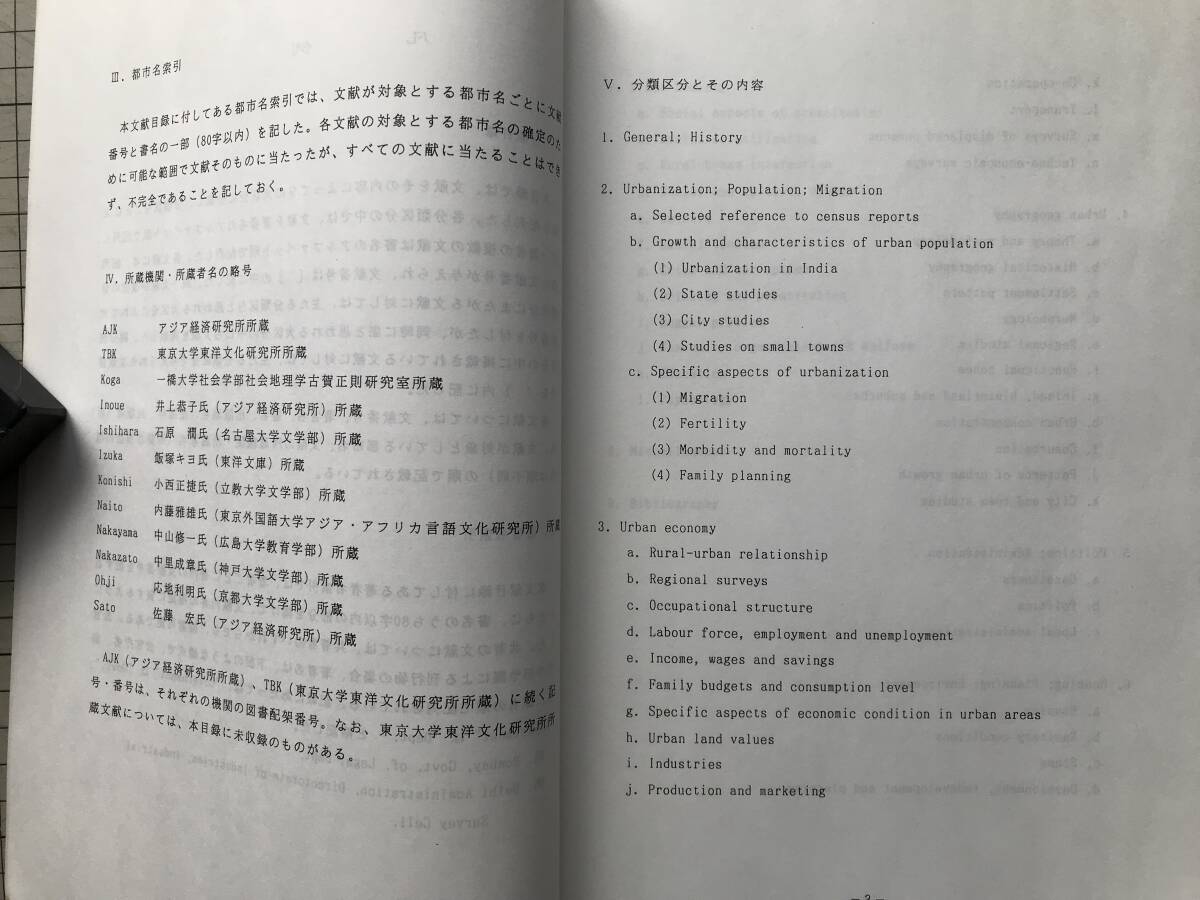 Ⅲ．都市名索引
本文献目録に付してある都市名索引では、文献が対象とする都市名ごとに文献
番号と書名の一部（80字以内）を記した。各文献の対象とする都市名の確定のた
めに可能な範囲で文献そのものに当たったが、すべての文献に当たることはでき
ず、不完全であることを記しておく。
Ⅳ．所蔵機関・所蔵者名の略号
AJK アジア経済研究所所蔵
TBK 東京大学東洋文化研究所所蔵
Koga 一橋大学社会学部社会地理学古賀正則研究室所蔵
Inoue 井上恭子氏（アジア経済研究所）所蔵
Ishihara 石原 潤氏（名古屋大学文学部）所蔵
Izuka 飯塚キヨ氏（東洋文庫）所蔵
Konishi 小西正捷氏（立教大学文学部）所蔵
Naito 内藤雅雄氏（東京外国語大学アジア・アフリカ言語文化研究所）所蔵
Nakayama 中山修一氏（広島大学教育学部）所蔵
Nakazato 中里成章氏（神戸大学文学部）所蔵
Ohji 応地利明氏（京都大学文学部）所蔵
Sato 佐藤 宏氏（アジア経済研究所）所蔵
AJK（アジア経済研究所所蔵）、TBK（東京大学東洋文化研究所所蔵）に続く記
号・番号は、それぞれの機関の図書配架番号。なお、東京大学東洋文化研究所所
蔵文献については、本目録に未収録のものがある。
Ⅴ．分類区分とその内容
1. General; History
2. Urbanization; Population; Migration
a. Selected reference to census reports
b. Growth and characteristics of urban population
(1) Urbanization in India
(2) State studies
(3) City studies
(4) Studies on small towns
c. Specific aspects of urbanization
(1) Migration
(2) Fertility
(3) Morbidity and mortality
(4) Family planning
3. Urban economy
a. Rural-urban relationship
b. Regional surveys
c. Occupational structure
d. Labour force, employment and unemployment
e. Income, wages and savings
f. Family budgets and consumption level
g. Specific aspects of economic condition in urban areas
h. Urban land values
i. Industries
j. Production and marketing